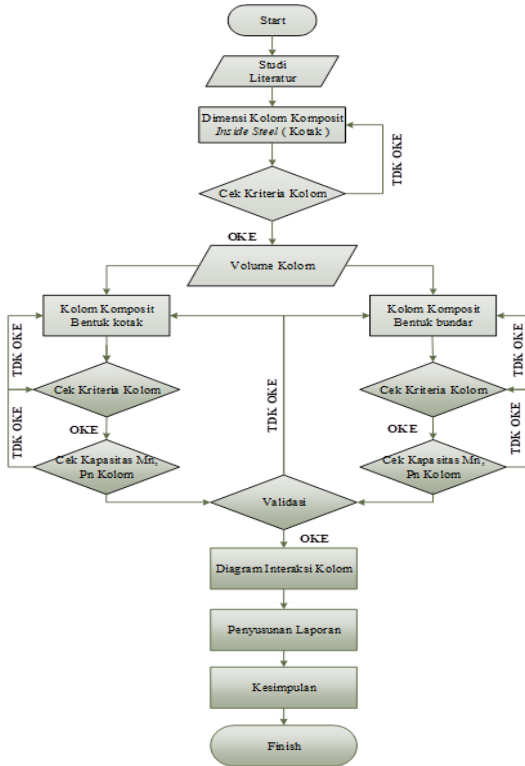 Start
Studi
Literatur
Dimensi Kolom Komposit
Inside Steel ( Kotak )
TDK OKE
Cek Kriteria Kolom
OKE
Volume Kolom
Kolom Komposit
Bentuk kotak
Kolom Komposit
Bentuk bundar
TDK OKE
TDK OKE
TDK OKE
Cek Kriteria Kolom
Cek Kriteria Kolom
OKE
OKE
TDK OKE
TDK OKE
Cek Kapasitas Mn,
Pn Kolom
Cek Kapasitas Mn,
Pn Kolom
Validasi
OKE
Diagram Interaksi Kolom
Penyusunan Laporan
Kesimpulan
Finish